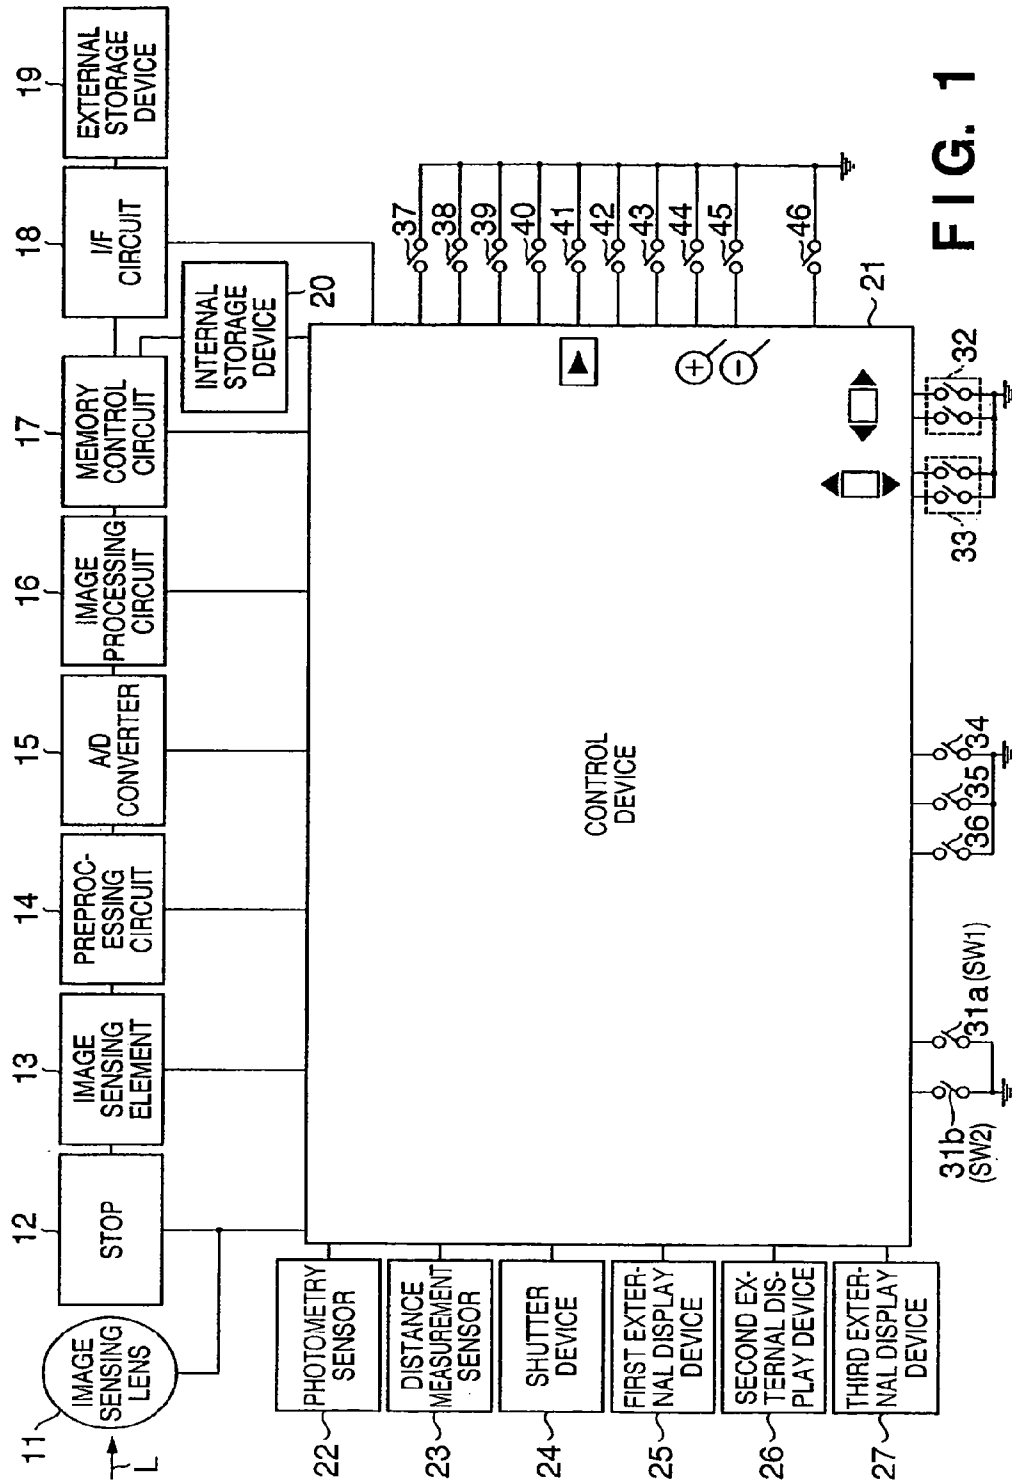 FIG. 1
L
11
IMAGE
SENSING
LENS
12
STOP
13
IMAGE
SENSING
ELEMENT
14
PREPROC-
ESSING
CIRCUIT
15
A/D
CONVERTER
16
IMAGE
PROCESSING
CIRCUIT
17
MEMORY
CONTROL
CIRCUIT
18
I/F
CIRCUIT
19
EXTERNAL
STORAGE
DEVICE
INTERNAL
STORAGE
DEVICE
20
22
PHOTOMETRY
SENSOR
23
DISTANCE
MEASUREMENT
SENSOR
24
SHUTTER
DEVICE
25
FIRST EXTER-
NAL DISPLAY
DEVICE
26
SECOND EX-
TERNAL DIS-
PLAY DEVICE
27
THIRD EXTER-
NAL DISPLAY
DEVICE
CONTROL
DEVICE
21
37
38
39
40
41
42
43
44
45
46
+
−
31b
(SW2)
31a (SW1)
36
35
34
33
32